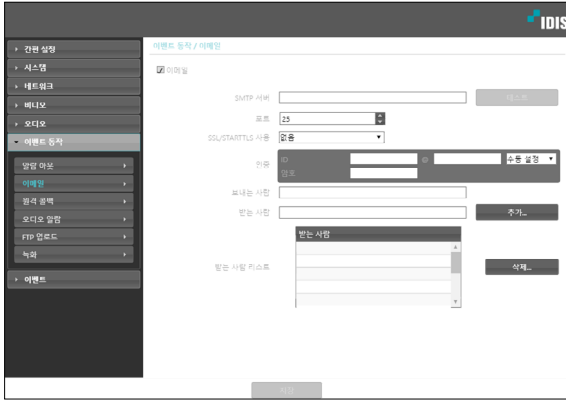 IDIS
간편 설정
시스템
네트워크
비디오
오디오
이벤트 동작
알람 아웃
이메일
원격 콜백
오디오 알람
FTP 업로드
녹화
이벤트
이벤트 동작 / 이메일
이메일
SMTP 서버
테스트
포트 25
SSL/STARTTLS 사용 없음
인증 ID @ 수동 설정
암호
보내는 사람
받는 사람 추가...
받는 사람
받는 사람 리스트 삭제...
저장